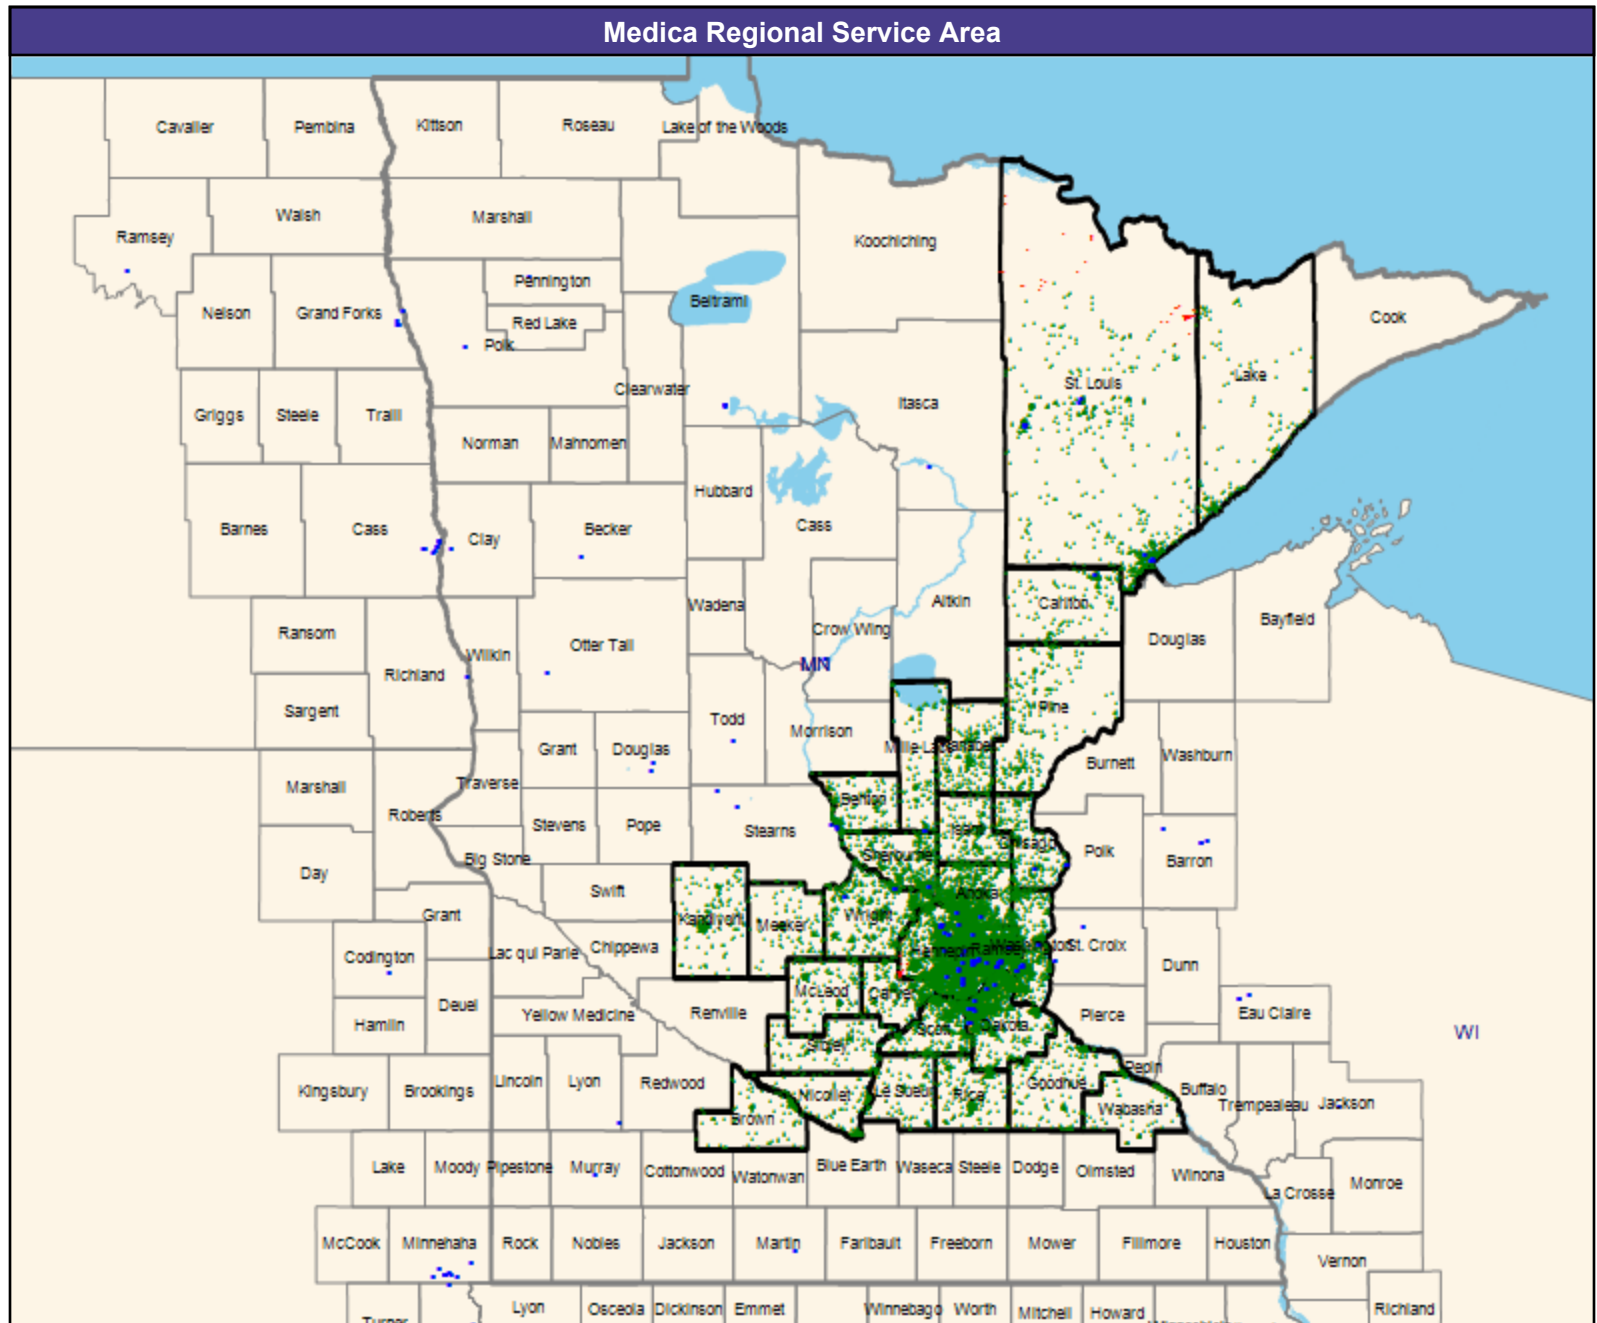 Medica Regional Service Area
Cavalier
Pembina
Kittson
Roseau
Lake of the Woods
Walsh
Marshall
Ramsey
Koochiching
Pennington
Beltrami
Nelson
Grand Forks
Red Lake
Polk
Cook
Clearwater
St. Louis
Lake
Griggs
Steele
Traill
Itasca
Norman
Mahnomen
Hubbard
Cass
Barnes
Cass
Clay
Becker
Wadena
Aitkin
Carlton
Crow Wing
Bayfield
Ransom
Otter Tail
Douglas
Wilkin
MN
Richland
Sargent
Todd
Pine
Morrison
Grant
Douglas
Burnett
Washburn
Marshall
Traverse
Roberts
Benton
Stevens
Pope
Stearns
Isanti
Chisago
Polk
Barron
Big Stone
Sherburne
Day
Swift
Anoka
Grant
Kandiyohi
Meeker
Wright
Chippewa
Lac qui Parle
Hennepin
Ramsey
Washington
St. Croix
Codington
Dunn
McLeod
Carver
Deuel
Yellow Medicine
Renville
Pierce
Eau Claire
Hamlin
Scott
Dakota
Sibley
WI
Pepin
Kingsbury
Brookings
Lincoln
Lyon
Redwood
Nicollet
Le Sueur
Rice
Goodhue
Buffalo
Trempealeau
Jackson
Wabasha
Brown
Lake
Moody
Pipestone
Murray
Cottonwood
Watonwan
Blue Earth
Waseca
Steele
Dodge
Olmsted
Winona
La Crosse
Monroe
McCook
Minnehaha
Rock
Nobles
Jackson
Martin
Faribault
Freeborn
Mower
Fillmore
Houston
Vernon
Lyon
Osceola
Dickinson
Emmet
Winnebago
Worth
Mitchell
Howard
Richland